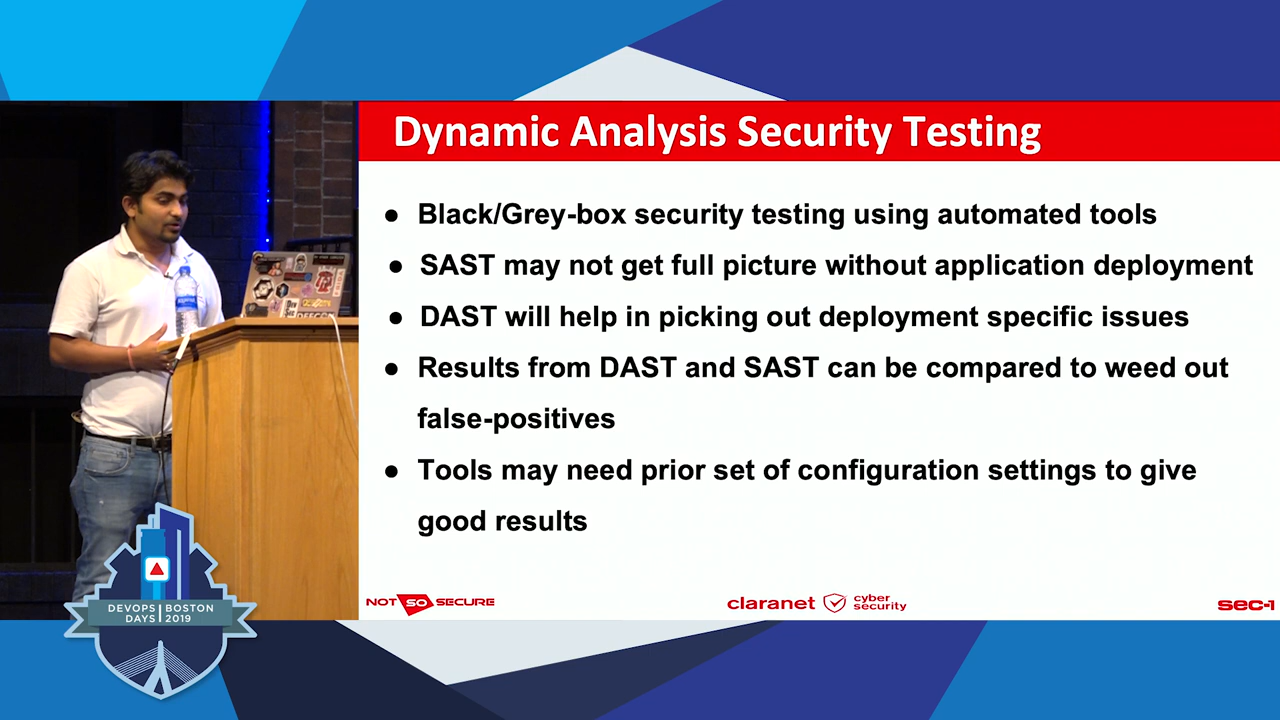 Dynamic Analysis Security Testing
● Black/Grey-box security testing using automated tools
● SAST may not get full picture without application deployment
● DAST will help in picking out deployment specific issues
● Results from DAST and SAST can be compared to weed out
false-positives
● Tools may need prior set of configuration settings to give
good results
NOT SO SECURE
claranet cyber
security
sec-1
DEFCON
DEVOPS BOSTON
DAYS 2019